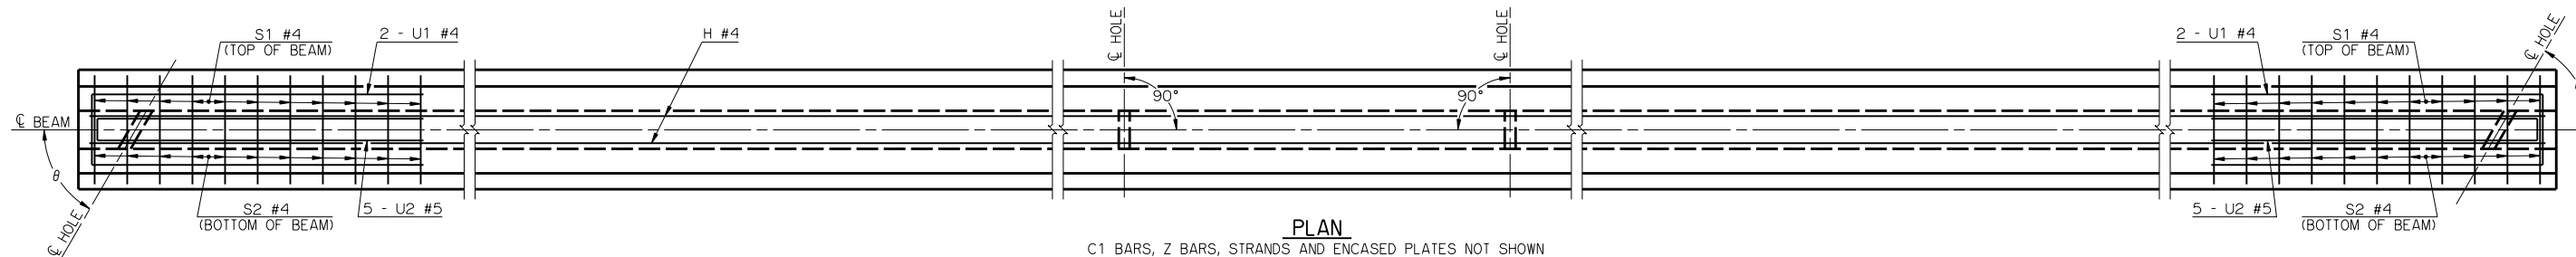 ℄ HOLE
℄ HOLE
℄ HOLE
S1 #4
(TOP OF BEAM)
2 - U1 #4
H #4
2 - U1 #4
S1 #4
(TOP OF BEAM)
90°
90°
℄ BEAM
θ
S2 #4
(BOTTOM OF BEAM)
5 - U2 #5
5 - U2 #5
S2 #4
(BOTTOM OF BEAM)
℄ HOLE
PLAN
C1 BARS, Z BARS, STRANDS AND ENCASED PLATES NOT SHOWN